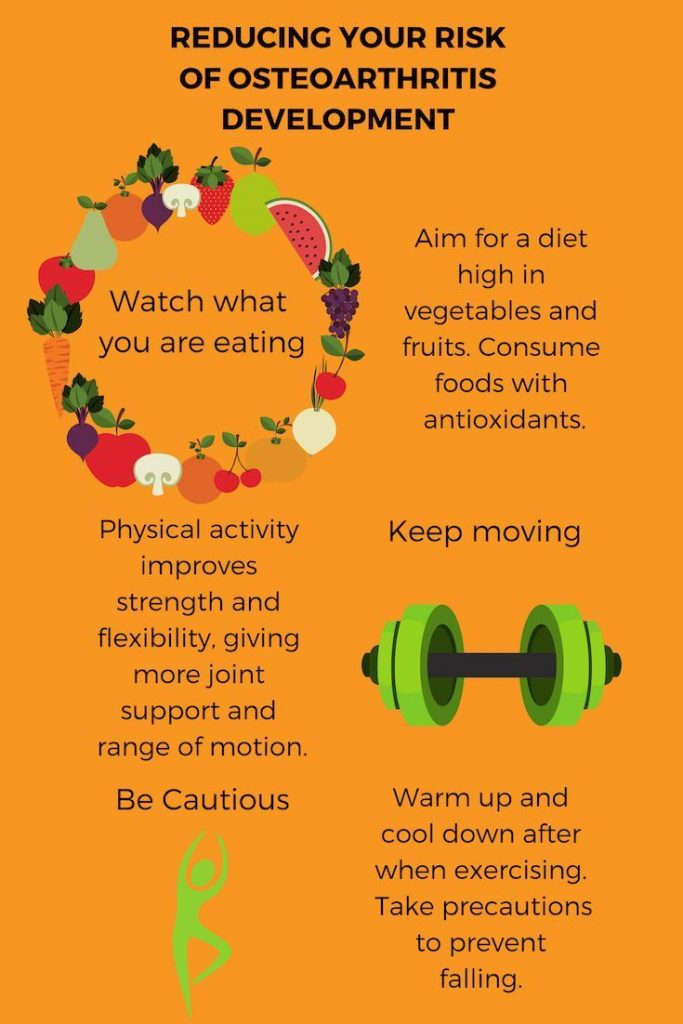 REDUCING YOUR RISK
OF OSTEOARTHRITIS
DEVELOPMENT
Watch what
you are eating
Aim for a diet
high in
vegetables and
fruits. Consume
foods with
antioxidants.
Physical activity
improves
strength and
flexibility, giving
more joint
support and
range of motion.
Keep moving
Be Cautious
Warm up and
cool down after
when exercising.
Take precautions
to prevent
falling.